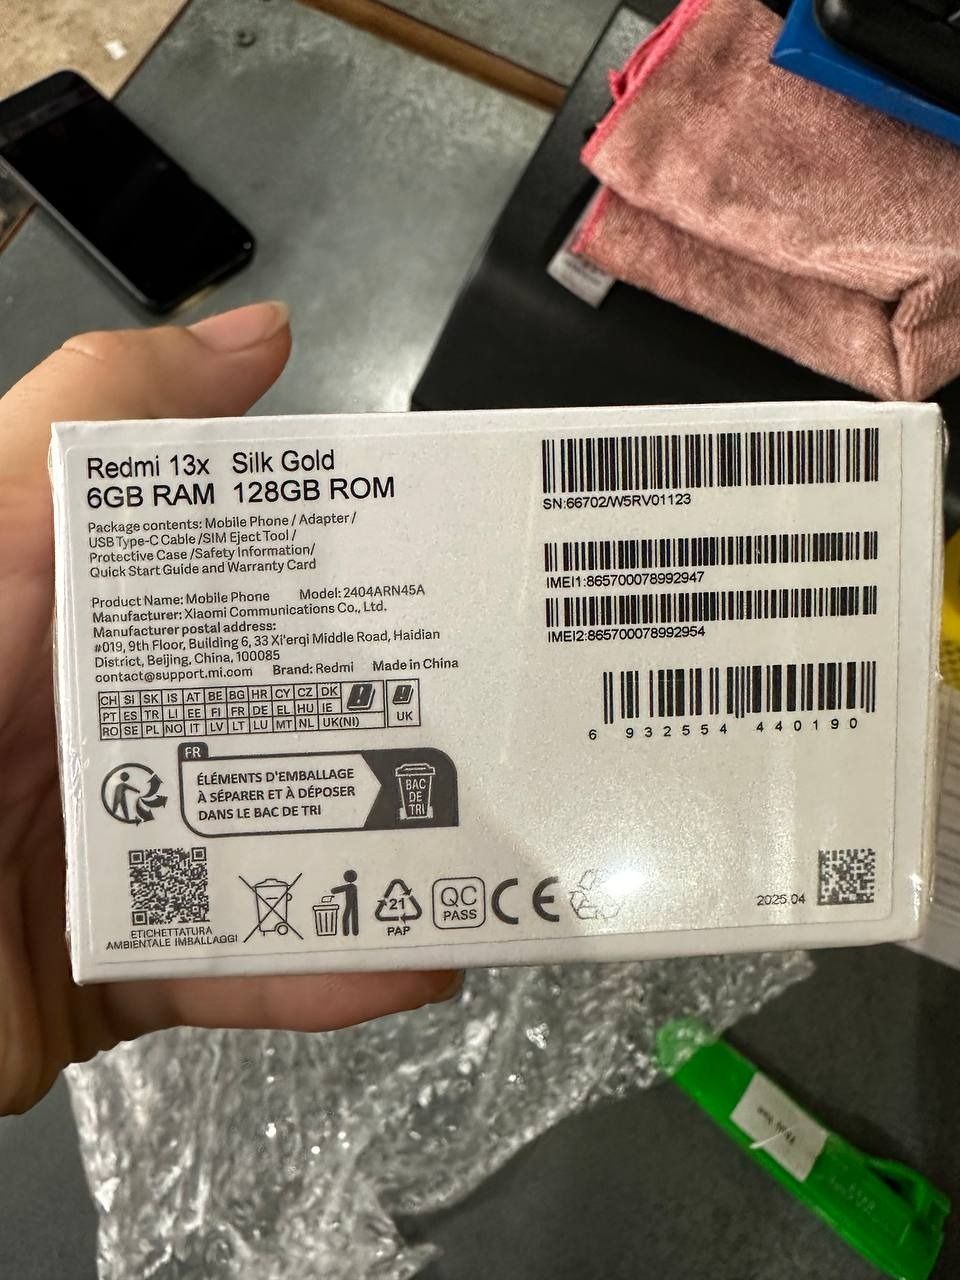 Redmi 13x Silk Gold
6GB RAM 128GB ROM
Package contents: Mobile Phone / Adapter /
USB Type-C Cable /SIM Eject Tool /
Protective Case /Safety Information/
Quick Start Guide and Warranty Card
Product Name: Mobile Phone Model: 2404ARN45A
Manufacturer: Xiaomi Communications Co., Ltd.
Manufacturer postal address:
#019, 9th Floor, Building 6, 33 Xi'erqi Middle Road, Haidian
District, Beijing, China, 100085
contact@support.mi.com Brand: Redmi Made in China
CH SI SK IS AT BE BG HR CY CZ DK
PT ES TR LI EE FI FR DE EL HU IE
RO SE PL NO IT LV LT LU MT NL UK(NI)
UK
FR
ÉLÉMENTS D'EMBALLAGE
À SÉPARER ET À DÉPOSER
DANS LE BAC DE TRI
BAC
DE
TRI
ETICHETTATURA
AMBIENTALE IMBALLAGGI
21
PAP
QC
PASS
CE
SN:66702/W5RV01123
IMEI1:865700078992947
IMEI2:865700078992954
6 932554 440190
2025.04